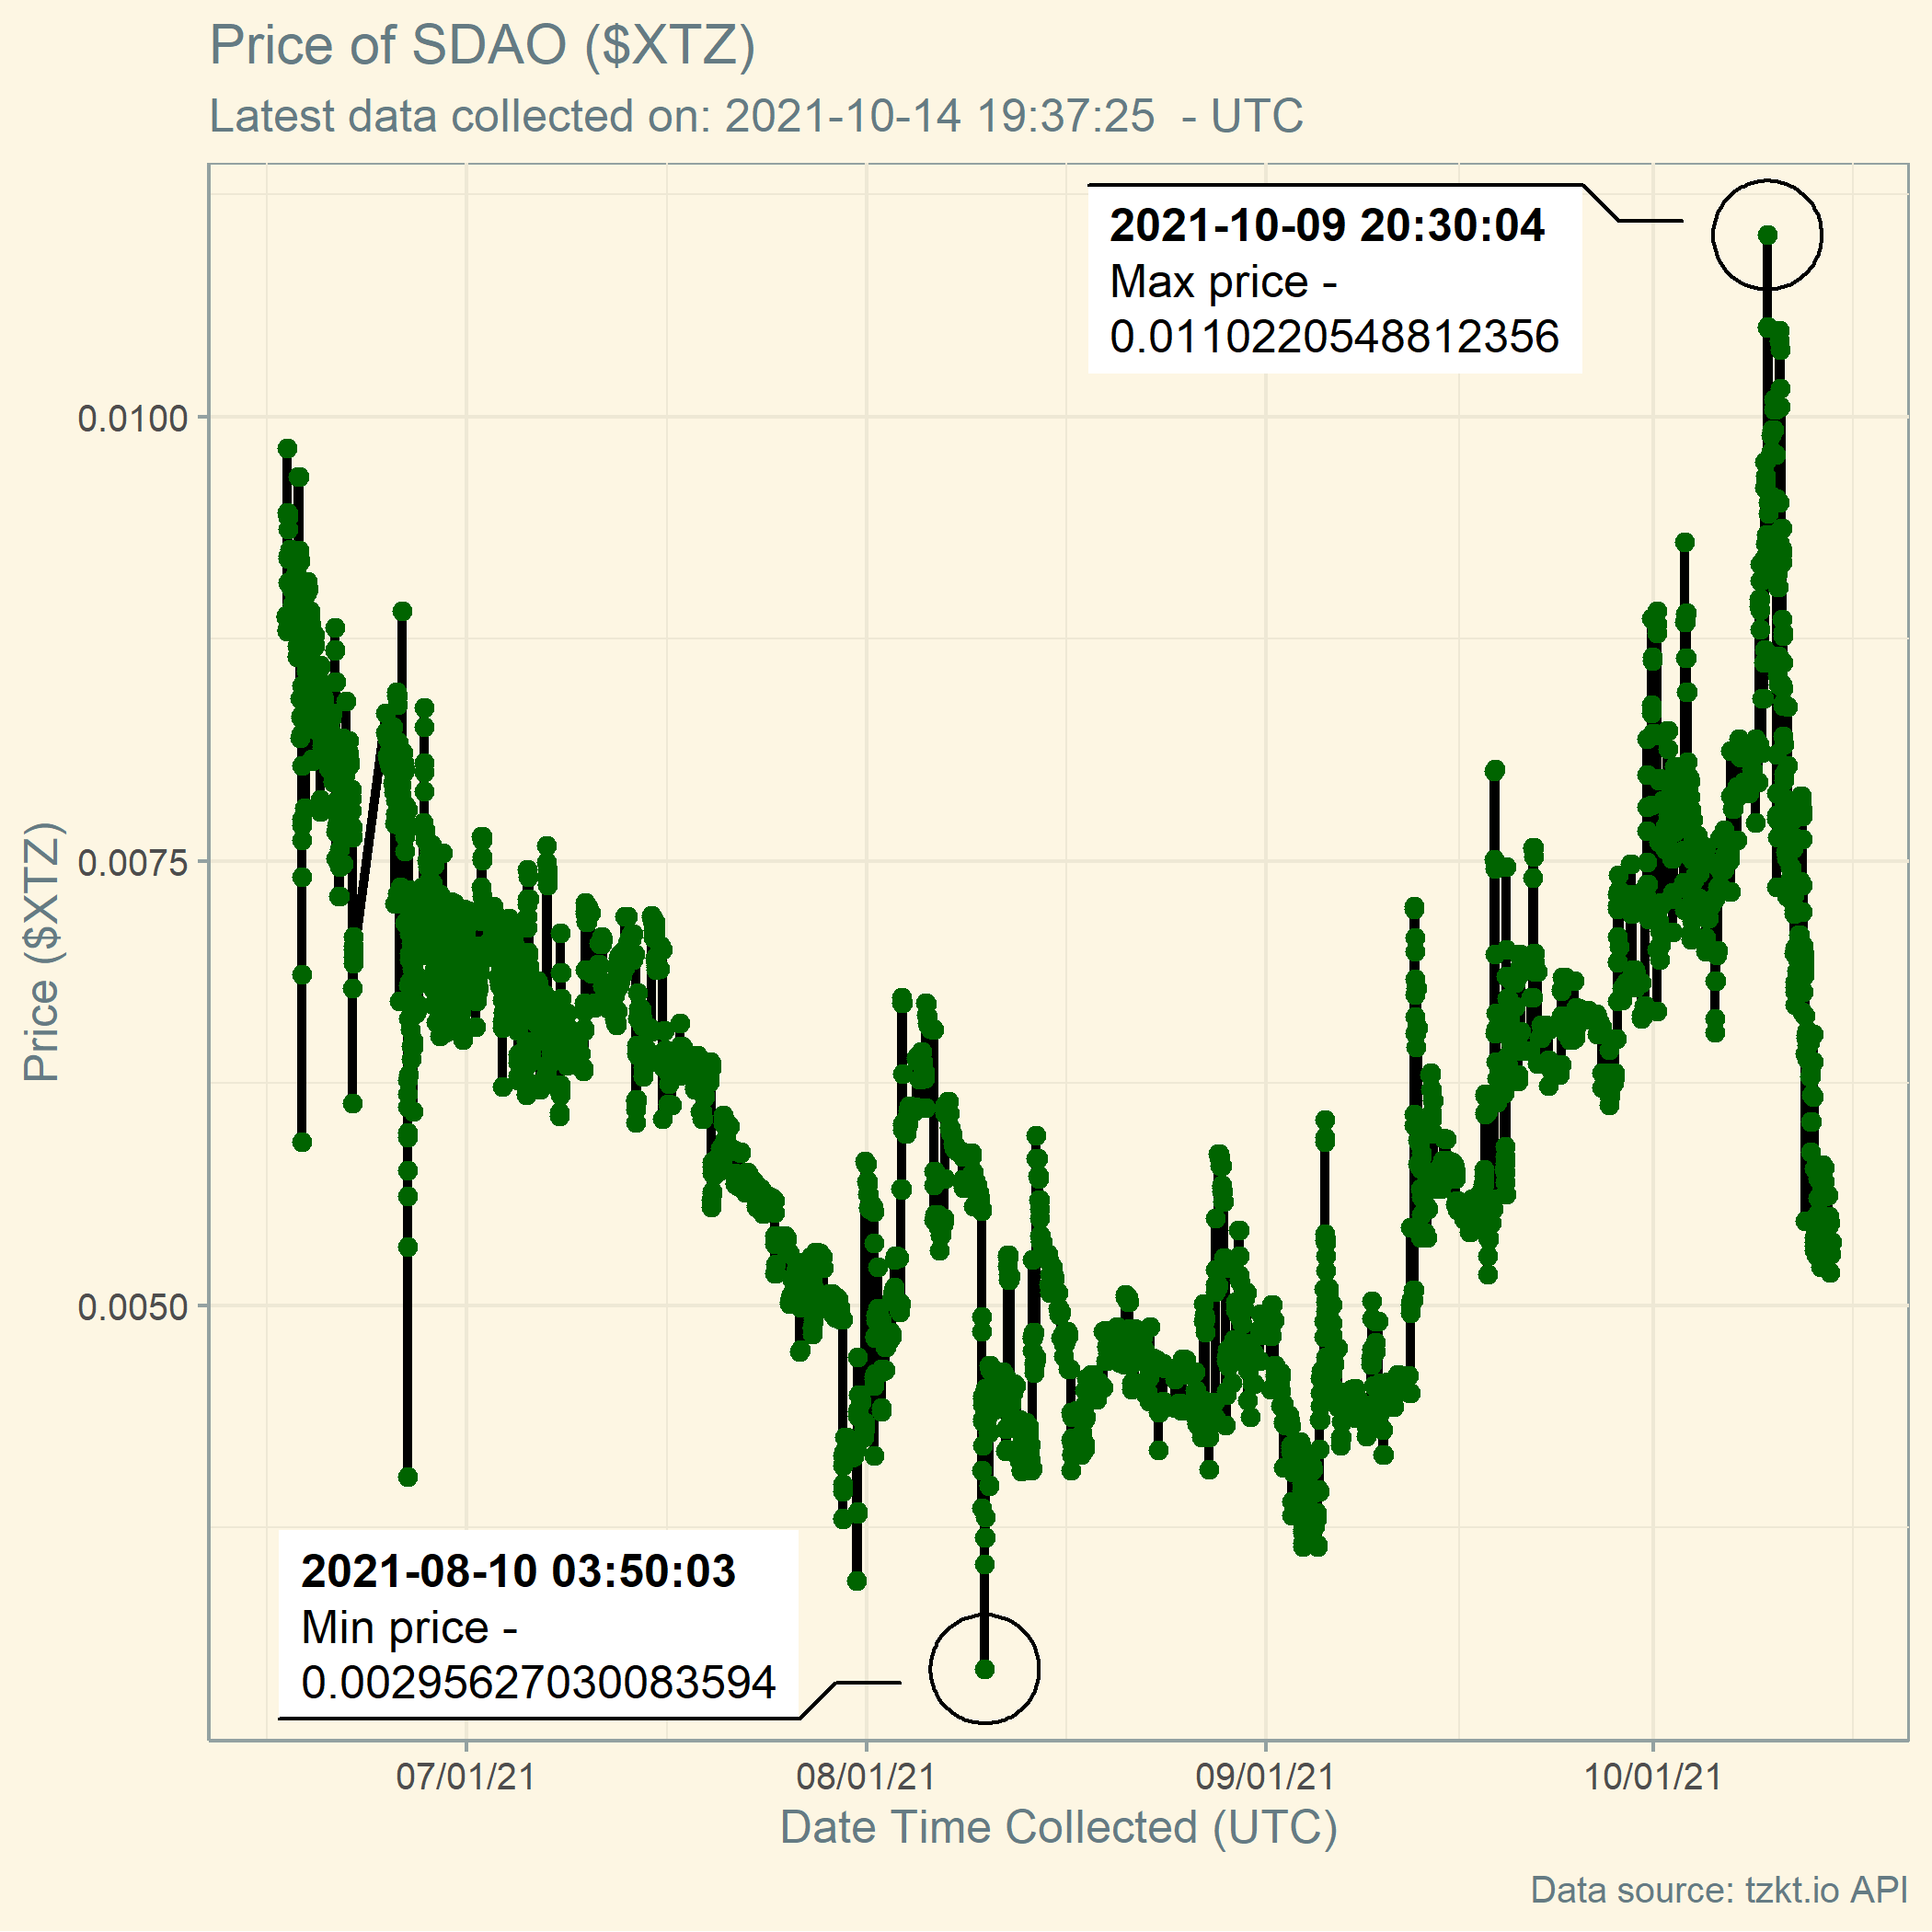 Price of SDAO ($XTZ)
Latest data collected on: 2021-10-14 19:37:25  - UTC
2021-10-09 20:30:04
Max price -
0.0110220548812356
0.0100
0.0075
0.0050
Price ($XTZ)
2021-08-10 03:50:03
Min price -
0.00295627030083594
07/01/21
08/01/21
09/01/21
10/01/21
Date Time Collected (UTC)
Data source: tzkt.io API